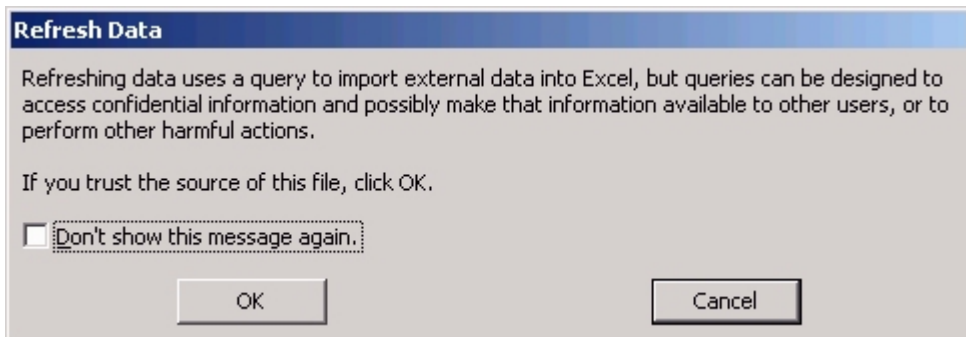 Refresh Data
Refreshing data uses a query to import external data into Excel, but queries can be designed to
access confidential information and possibly make that information available to other users, or to
perform other harmful actions.
If you trust the source of this file, click OK.
Don't show this message again.
OK
Cancel